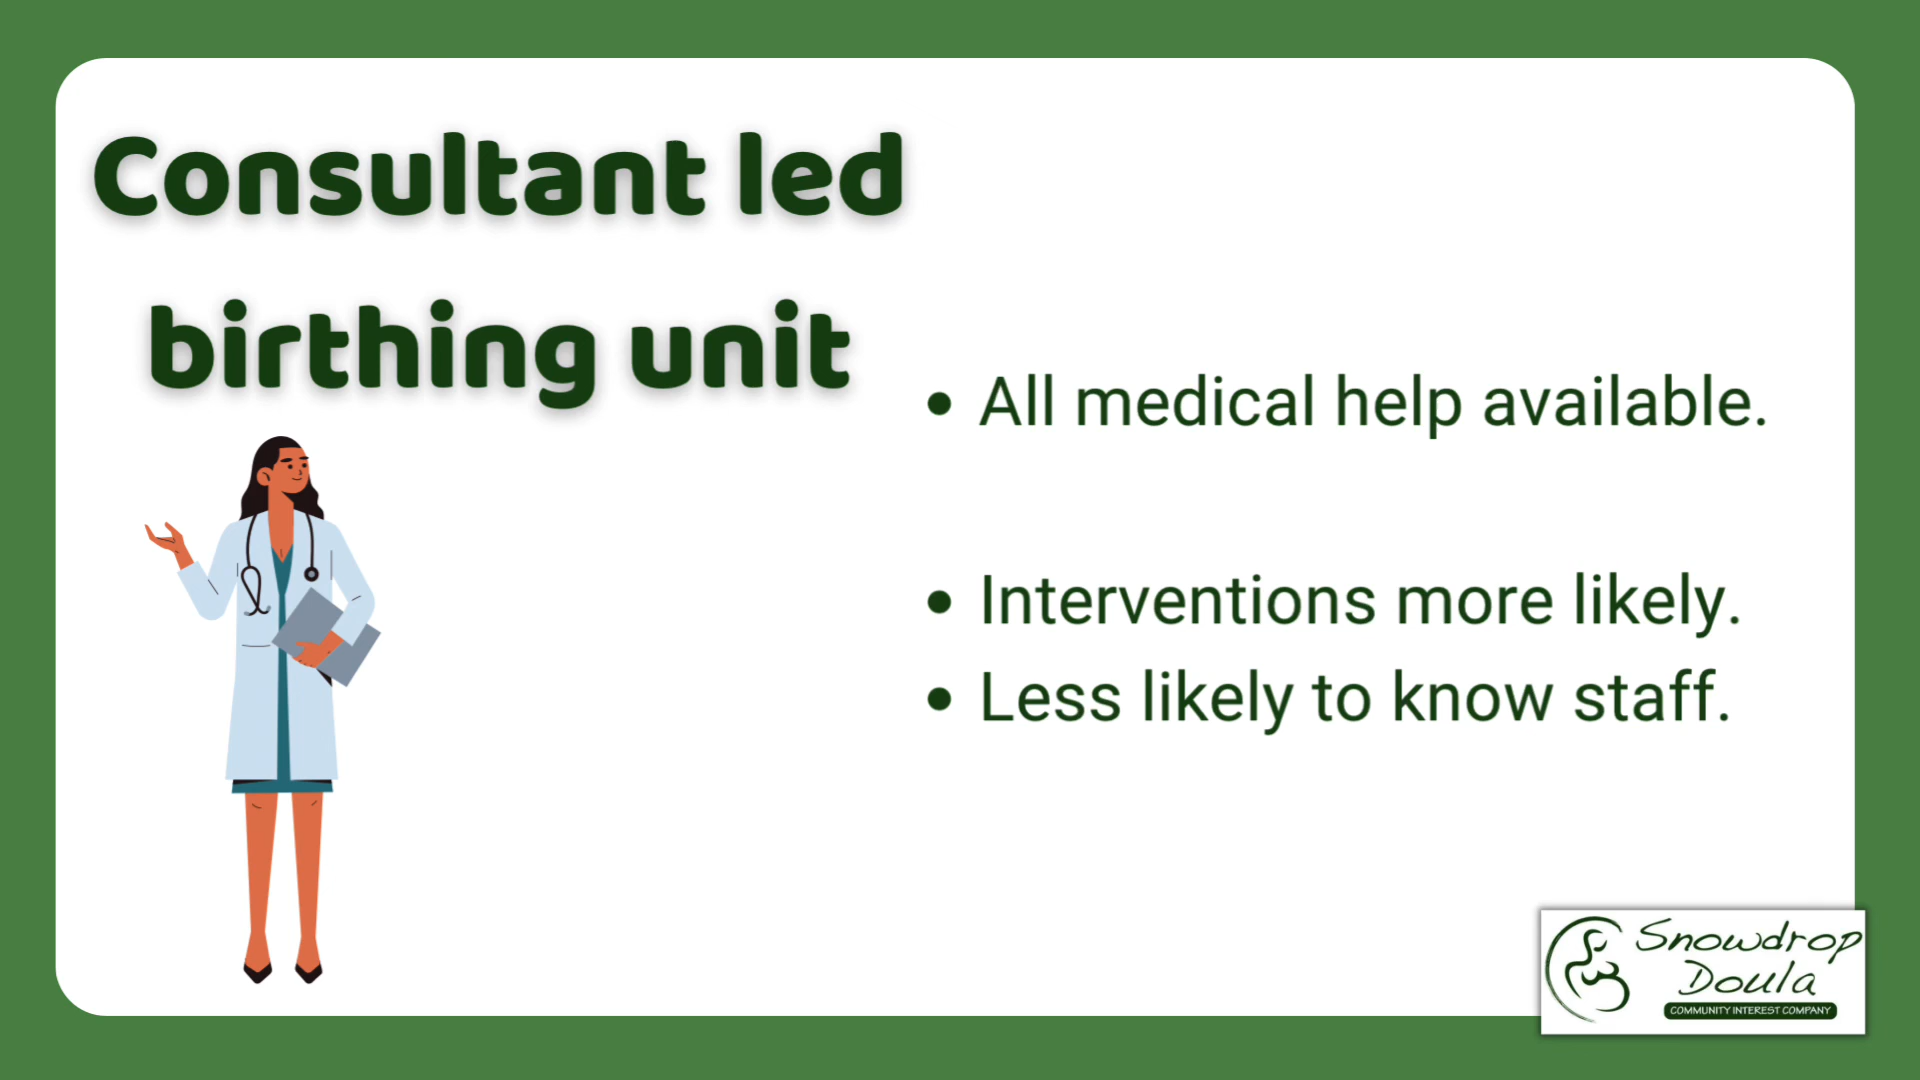 Consultant led
birthing unit
• All medical help available.
• Interventions more likely.
• Less likely to know staff.
Snowdrop
Doula
COMMUNITY INTEREST COMPANY